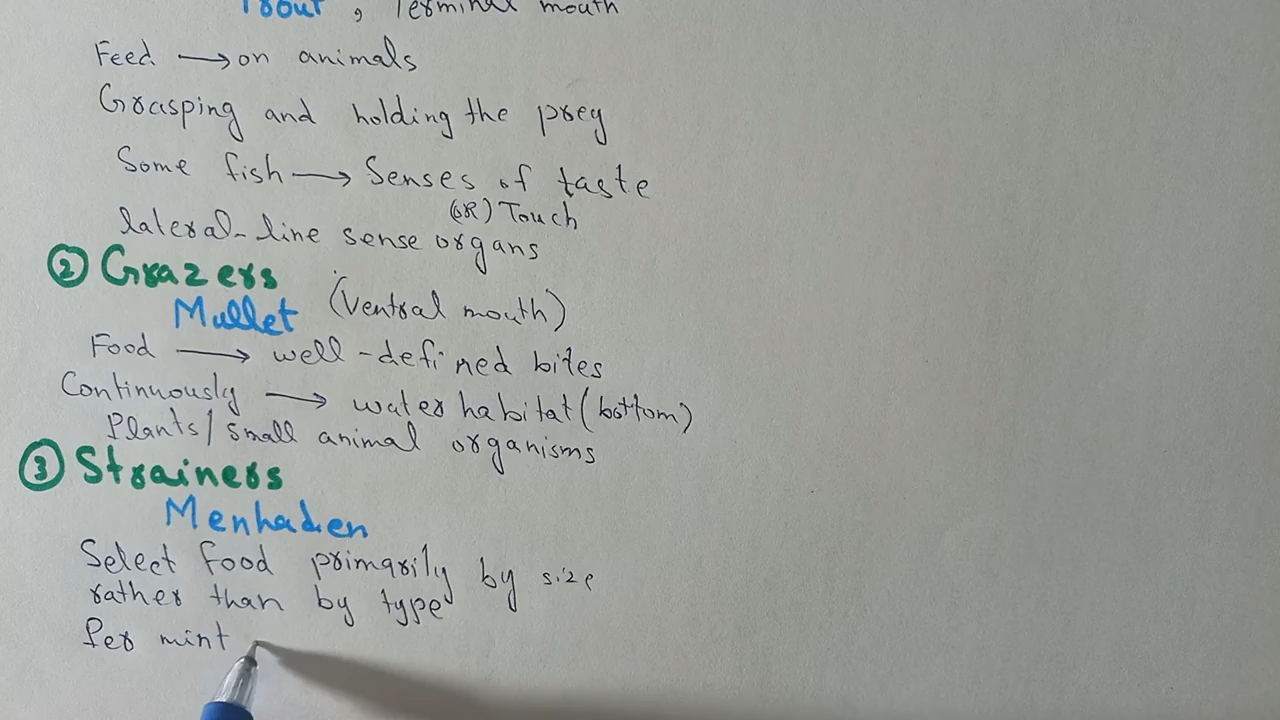 Trout, Terminal mouth
Feed → on animals
Grasping and holding the prey
Some fish → Senses of taste
(OR) Touch
lateral-line sense organs
② Grazers
Mullet (Ventral mouth)
Food → well-defined bites
Continuously → water habitat (bottom)
Plants/small animal organisms
③ Strainers
Menhaden
Select food primarily by size
rather than by type
Per mint